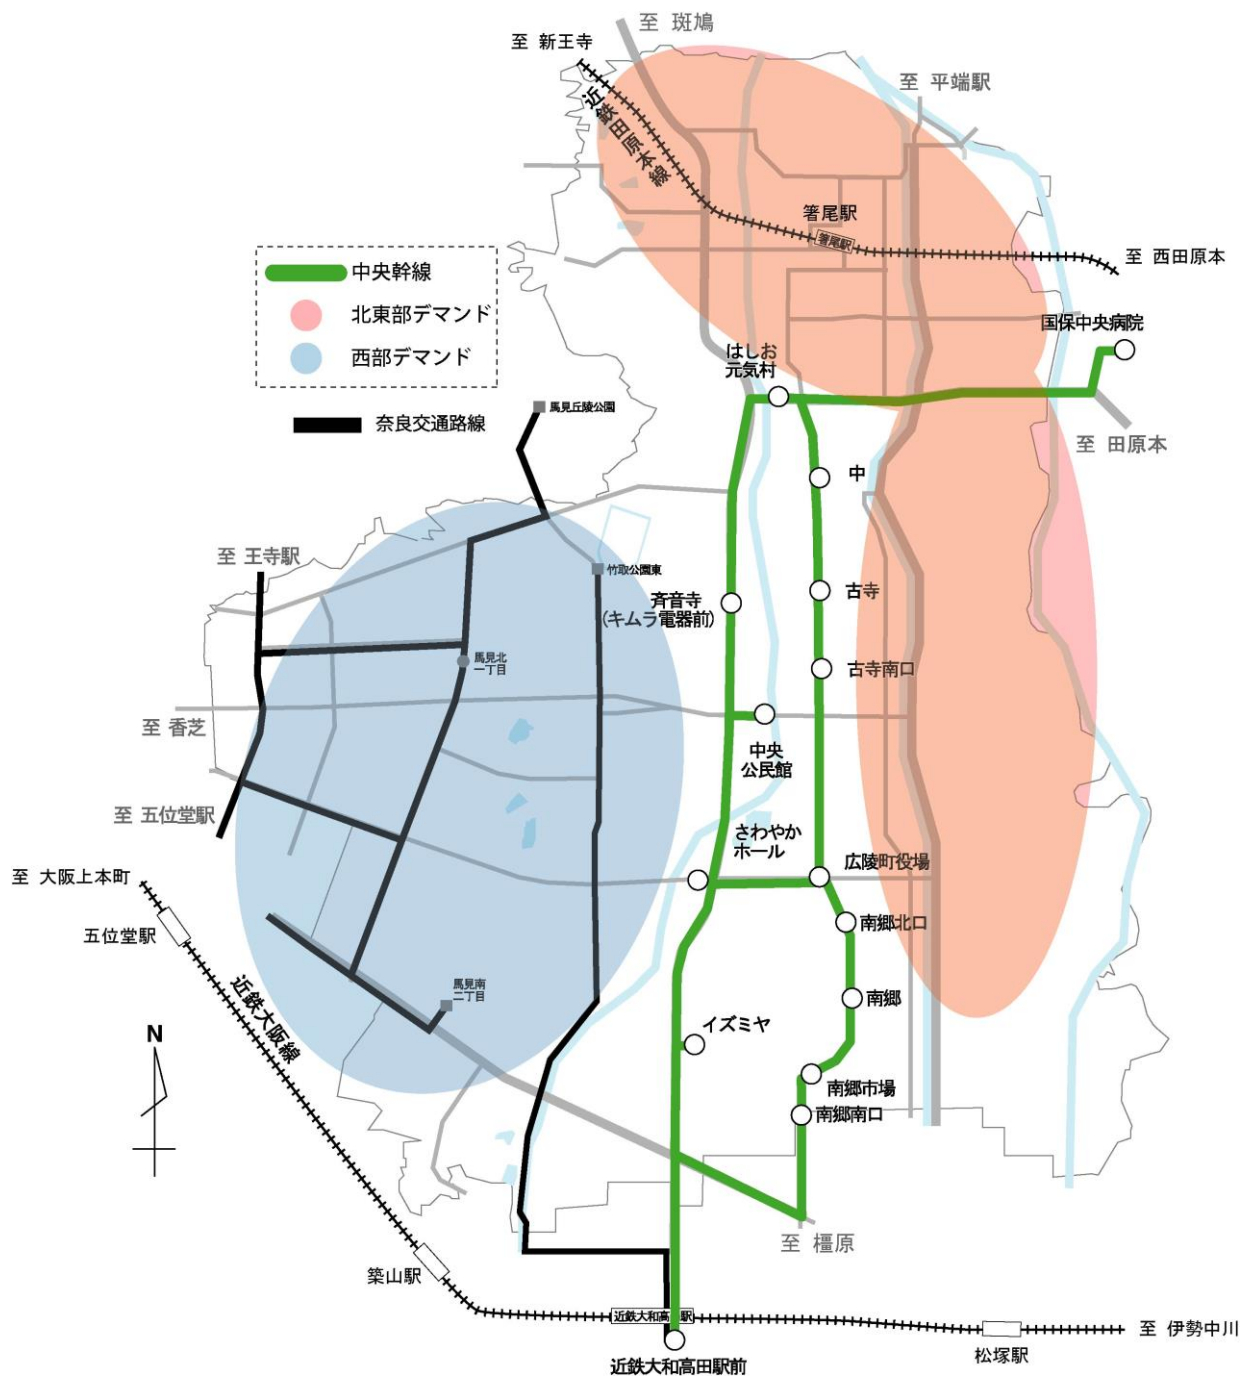 至 斑鳩
至 新王寺
至 平端駅
近鉄田原本線
箸尾駅
箸尾駅
至 西田原本
中央幹線
北東部デマンド
西部デマンド
奈良交通路線
国保中央病院
はしお
元気村
馬見丘陵公園
至 田原本
中
至 王寺駅
竹取公園東
斉音寺
(キムラ電器前)
古寺
馬見北
一丁目
古寺南口
至 香芝
中央
公民館
至 五位堂駅
さわやか
ホール
広陵町役場
至 大阪上本町
五位堂駅
南郷北口
近鉄大阪線
馬見南
二丁目
南郷
N
イズミヤ
南郷市場
南郷南口
至 橿原
築山駅
近鉄大和高 駅
至 伊勢中川
松塚駅
近鉄大和高田駅前